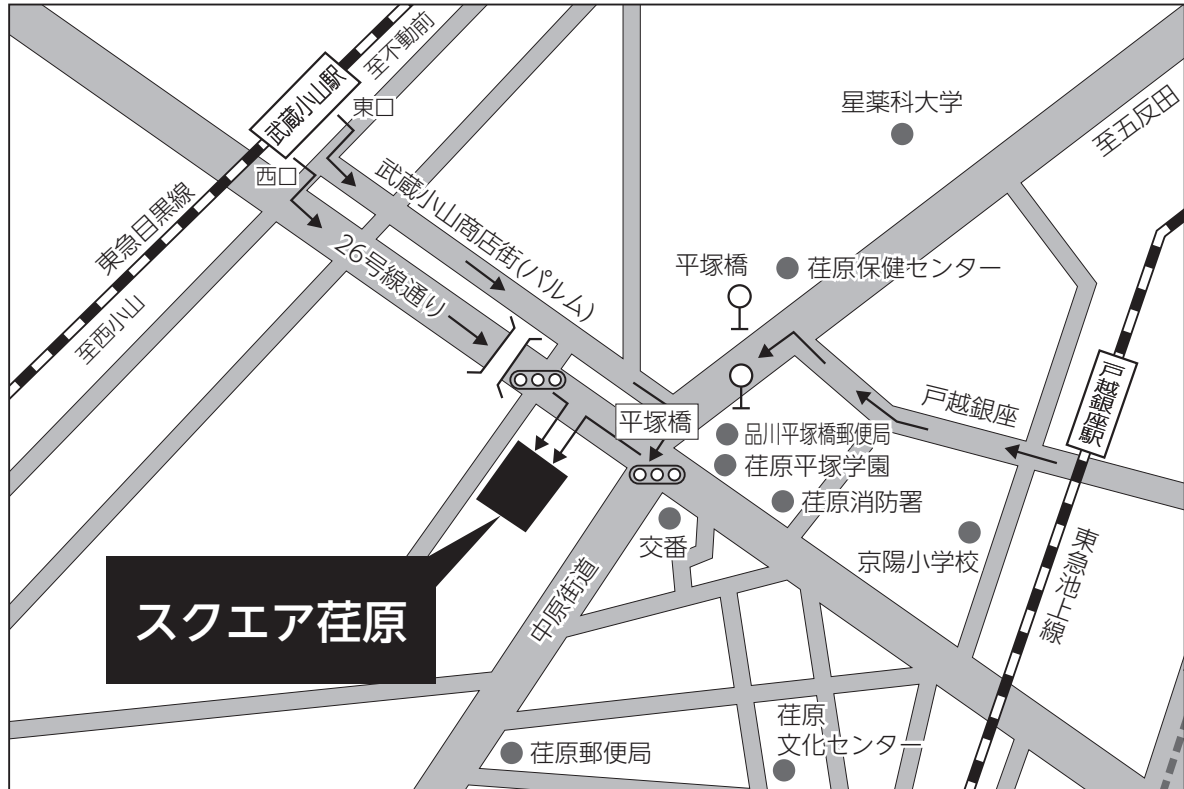 武蔵小山駅
至不動前
東口
西口
東急目黒線
至西小山
武蔵小山商店街(パルム)
26号線通り
星薬科大学
至五反田
平塚橋
荏原保健センター
戸越銀座
戸越銀座駅
平塚橋
品川平塚橋郵便局
荏原平塚学園
荏原消防署
交番
京陽小学校
東急池上線
中原街道
スクエア荏原
荏原郵便局
荏原
文化センター